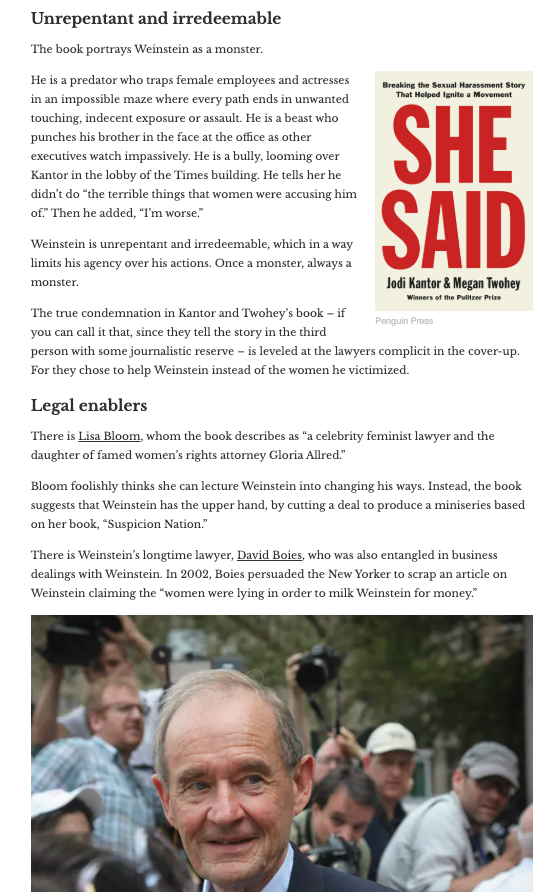 Unrepentant and irredeemable
The book portrays Weinstein as a monster.
He is a predator who traps female employees and actresses
in an impossible maze where every path ends in unwanted
touching, indecent exposure or assault. He is a beast who
punches his brother in the face at the office as other
executives watch impassively. He is a bully, looming over
Kantor in the lobby of the Times building. He tells her he
didn’t do “the terrible things that women were accusing him
of.” Then he added, “I’m worse.”
Weinstein is unrepentant and irredeemable, which in a way
limits his agency over his actions. Once a monster, always a
monster.
The true condemnation in Kantor and Twohey’s book – if
you can call it that, since they tell the story in the third
person with some journalistic reserve – is leveled at the lawyers complicit in the cover-up.
For they chose to help Weinstein instead of the women he victimized.
Breaking the Sexual Harassment Story
That Helped Ignite a Movement
SHE
SAID
Jodi Kantor & Megan Twohey
Winners of the Pulitzer Prize
Penguin Press
Legal enablers
There is Lisa Bloom, whom the book describes as “a celebrity feminist lawyer and the
daughter of famed women’s rights attorney Gloria Allred.”
Bloom foolishly thinks she can lecture Weinstein into changing his ways. Instead, the book
suggests that Weinstein has the upper hand, by cutting a deal to produce a miniseries based
on her book, “Suspicion Nation.”
There is Weinstein’s longtime lawyer, David Boies, who was also entangled in business
dealings with Weinstein. In 2002, Boies persuaded the New Yorker to scrap an article on
Weinstein claiming the “women were lying in order to milk Weinstein for money.”